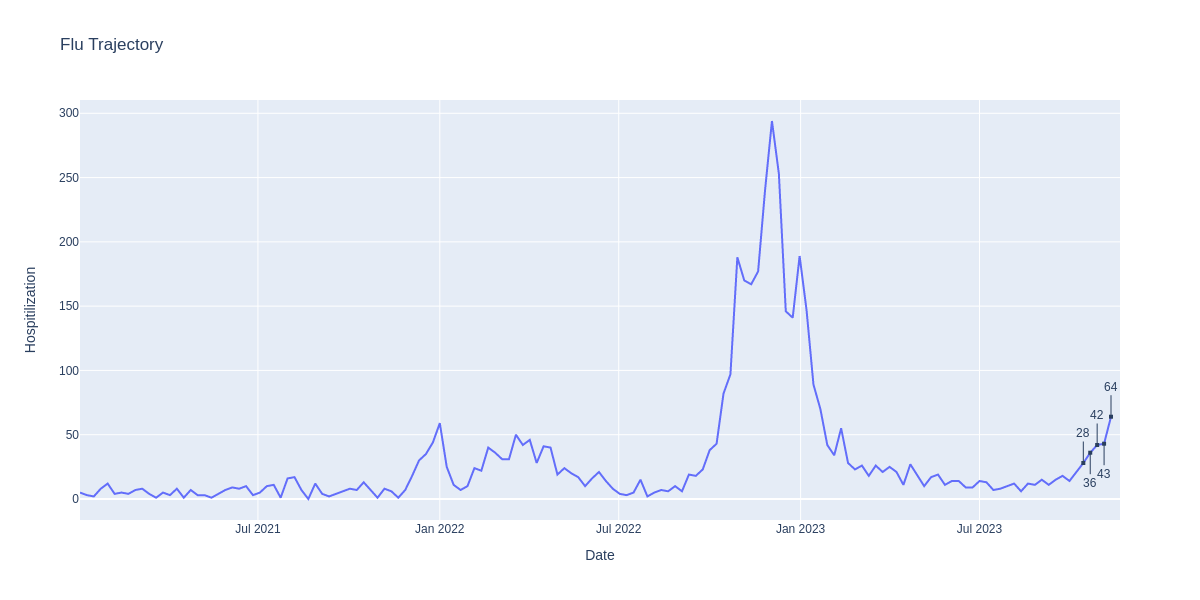 Flu Trajectory
300
250
200
150
100
50
0
Hospitilization
64
42
28
43
36
Jul 2021
Jan 2022
Jul 2022
Jan 2023
Jul 2023
Date